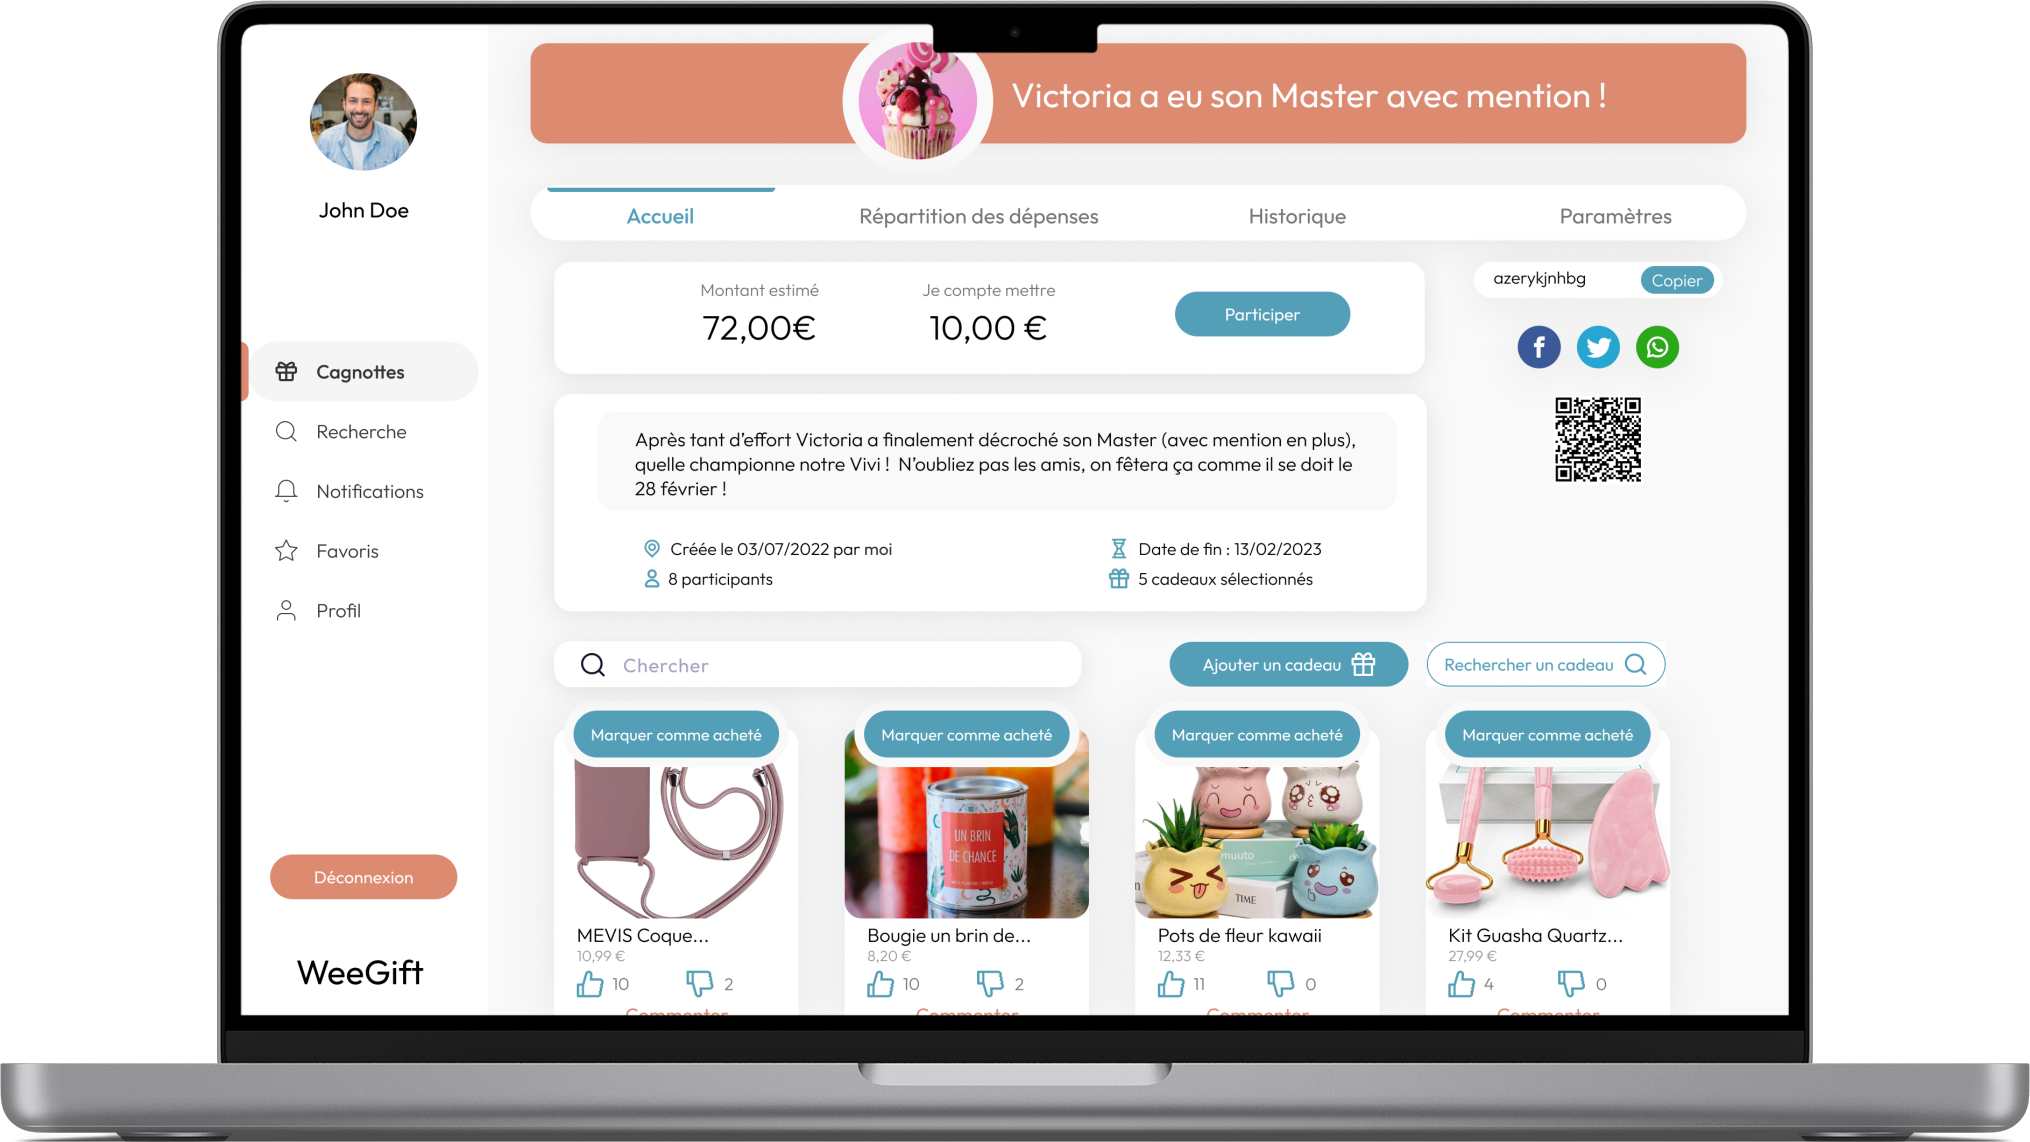 Victoria a eu son Master avec mention !
John Doe
Accueil
Répartition des dépenses
Historique
Paramètres
Montant estimé
72,00€
Je compte mettre
10,00 €
Participer
azerykjnhbg
Copier
Cagnottes
Recherche
Notifications
Favoris
Profil
Après tant d’effort Victoria a finalement décroché son Master (avec mention en plus),
quelle championne notre Vivi ! N’oubliez pas les amis, on fêtera ça comme il se doit le
28 février !
Créée le 03/07/2022 par moi
Date de fin : 13/02/2023
8 participants
5 cadeaux sélectionnés
Chercher
Ajouter un cadeau
Rechercher un cadeau
Marquer comme acheté
Marquer comme acheté
Marquer comme acheté
Marquer comme acheté
UN BRIN
DE CHANCE
muuto
TIME
MEVIS Coque...
10,99 €
10
2
Commenter
Bougie un brin de...
8,20 €
10
2
Commenter
Pots de fleur kawaii
12,33 €
11
0
Commenter
Kit Guasha Quartz...
27,99 €
4
0
Commenter
Déconnexion
WeeGift